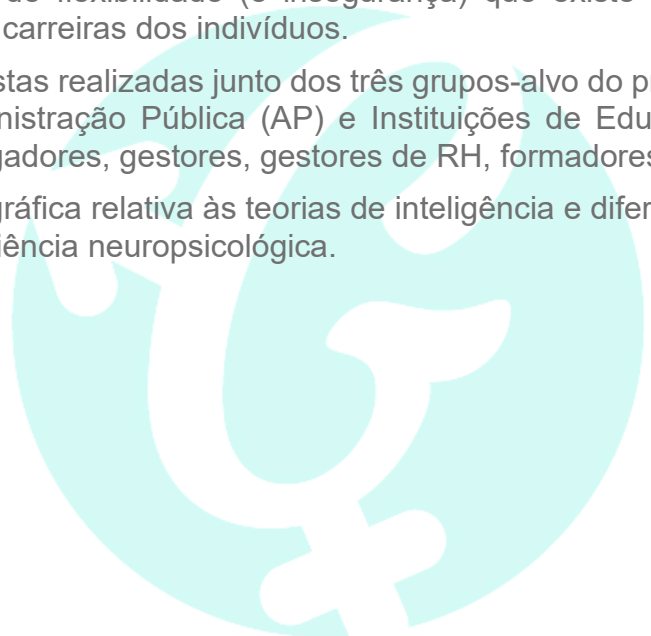 carreiras dos indivíduos.
stas realizadas junto dos três grupos-alvo do p
nistração Pública (AP) e Instituições de Edu
gadores, gestores, gestores de RH, formadores
gráfica relativa às teorias de inteligência e difer
iência neuropsicológica.